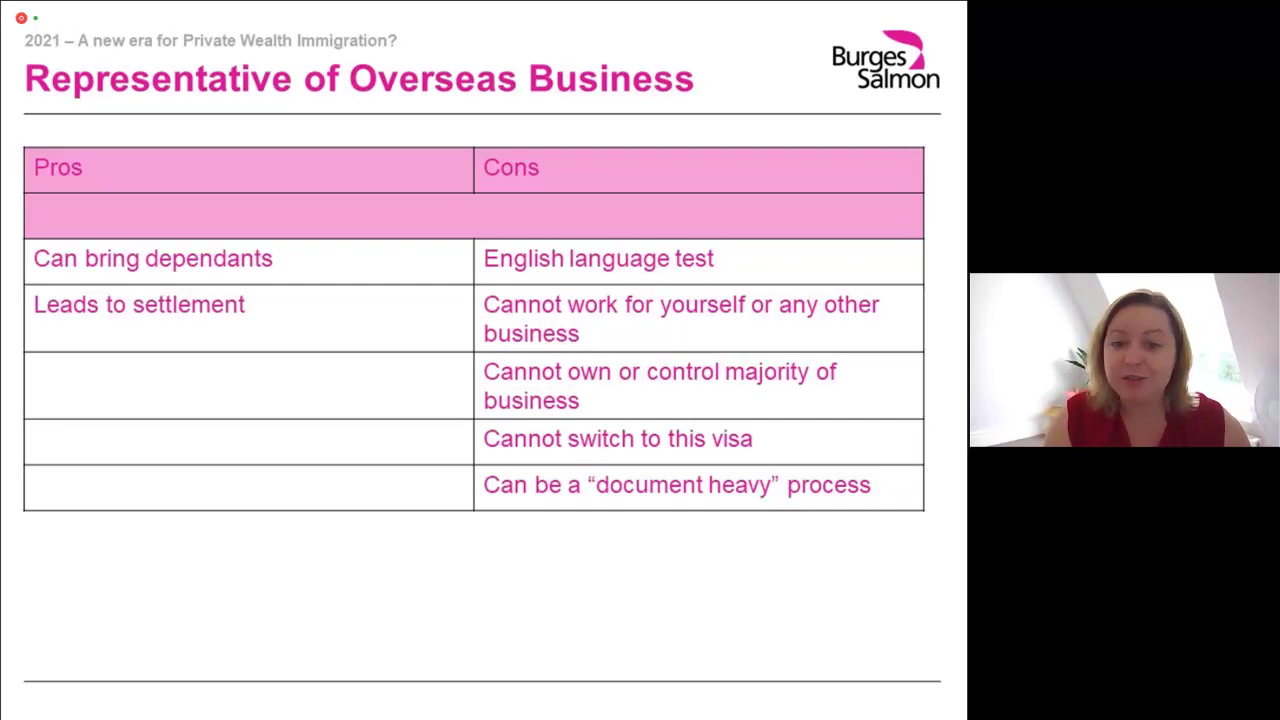 2021 – A new era for Private Wealth Immigration?
Representative of Overseas Business
Burges
Salmon
Pros
Cons
Can bring dependants
English language test
Leads to settlement
Cannot work for yourself or any other
business
Cannot own or control majority of
business
Cannot switch to this visa
Can be a “document heavy” process